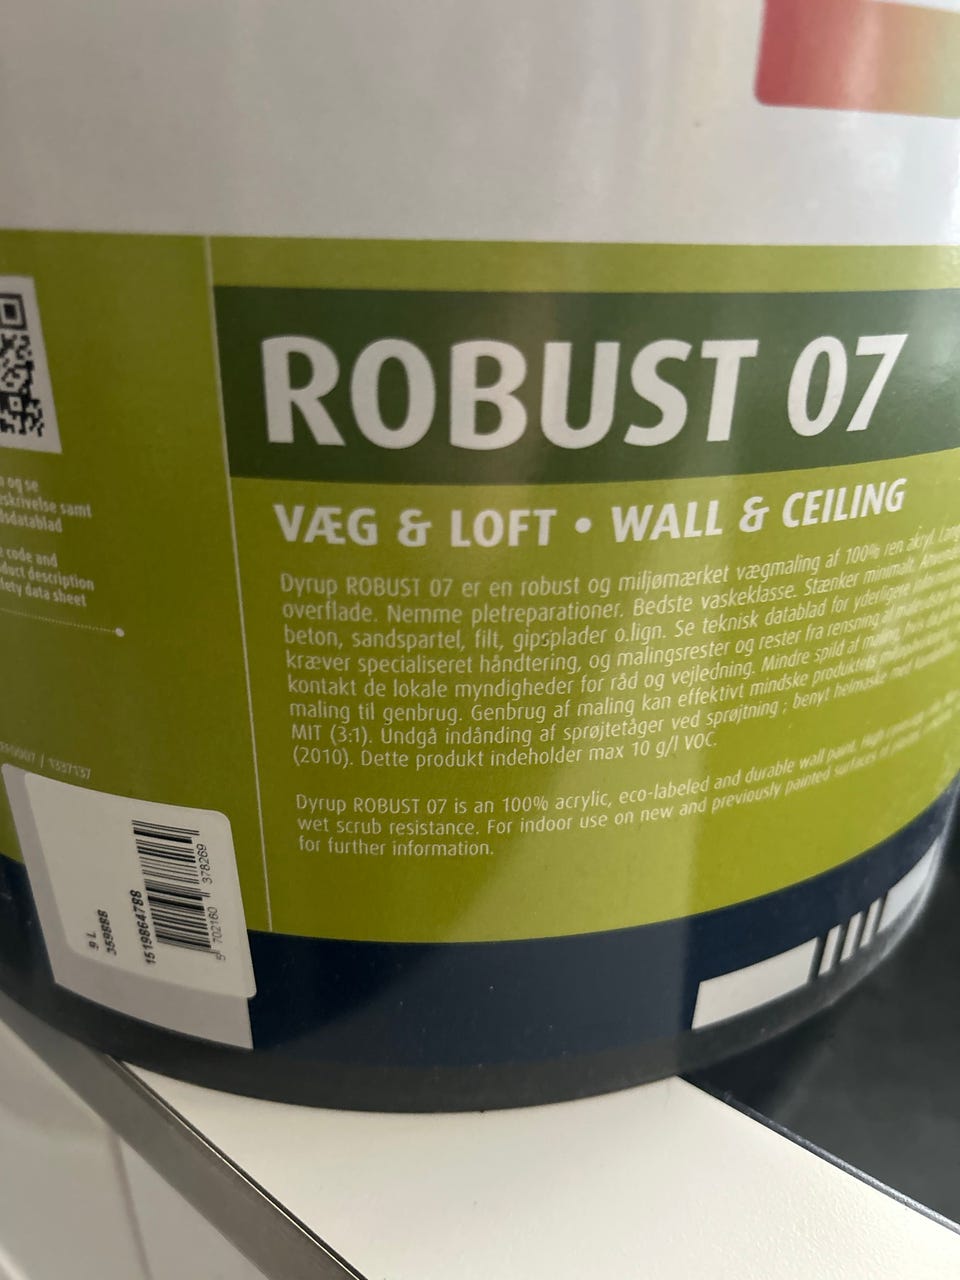 ROBUST 07
VÆG & LOFT • WALL & CEILING
Dyrup ROBUST 07 er en robust og miljømærket vægmaling af 100% ren akryl. Lang
overflade. Nemme pletreparationer. Bedste vaskeklasse. Stænker minimalt.
beton, sandspartel, filt, gipsplader o.lign. Se teknisk datablad for yderligere
kræver specialiseret håndtering, og malingsrester og rester fra rensning af
kontakt de lokale myndigheder for råd og vejledning. Mindre spild af maling,
maling til genbrug. Genbrug af maling kan effektivt mindske produktets
MIT (3:1). Undgå indånding af sprøjtetåger ved sprøjtning ; benyt helmaske med
(2010). Dette produkt indeholder max 10 g/l VOC.
Dyrup ROBUST 07 is an 100% acrylic, eco-labeled and durable wall paint. High
wet scrub resistance. For indoor use on new and previously painted surfaces of
for further information.
og se
skrivelse samt
datablad
code and
duct description
fety data sheet
/ 1337137
9 L
359888
1519864788
5 702160 378269